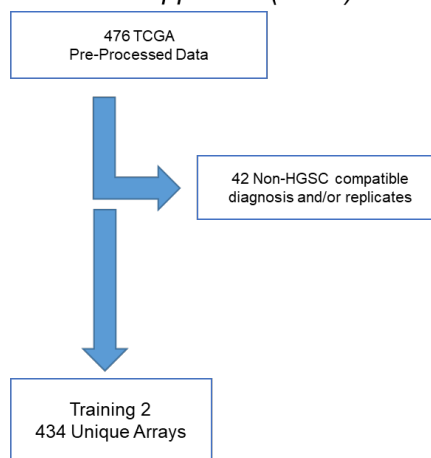 476 TCGA
Pre-Processed Data
42 Non-HGSC compatible
diagnosis and/or replicates
Training 2
434 Unique Arrays